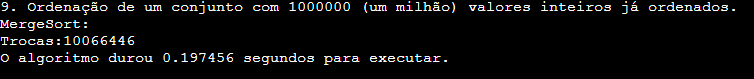 9. Ordenação de um conjunto com 1000000 (um milhão) valores inteiros já ordenados.
MergeSort:
Trocas:10066446
O algoritmo durou 0.197456 segundos para executar.